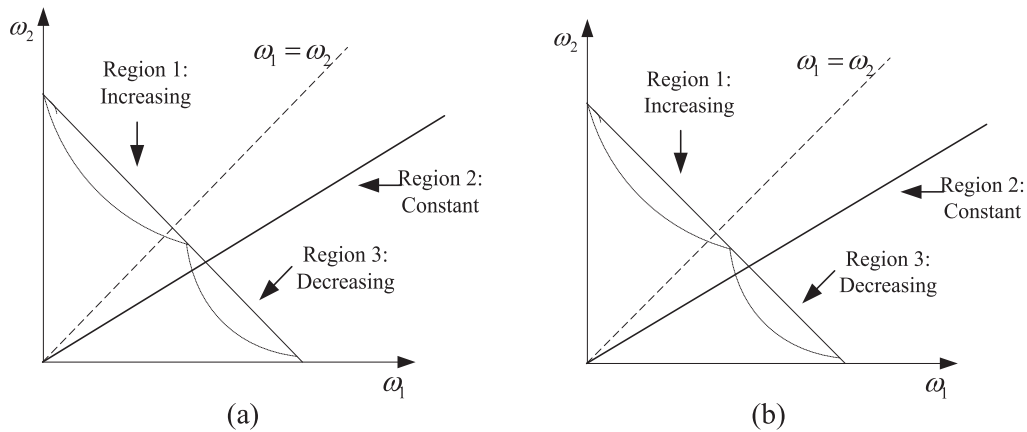 ω₂
ω₁ = ω₂
Region 1:
Increasing
Region 2:
Constant
Region 3:
Decreasing
ω₁
(a)
ω₂
ω₁ = ω₂
Region 1:
Increasing
Region 2:
Constant
Region 3:
Decreasing
ω₁
(b)